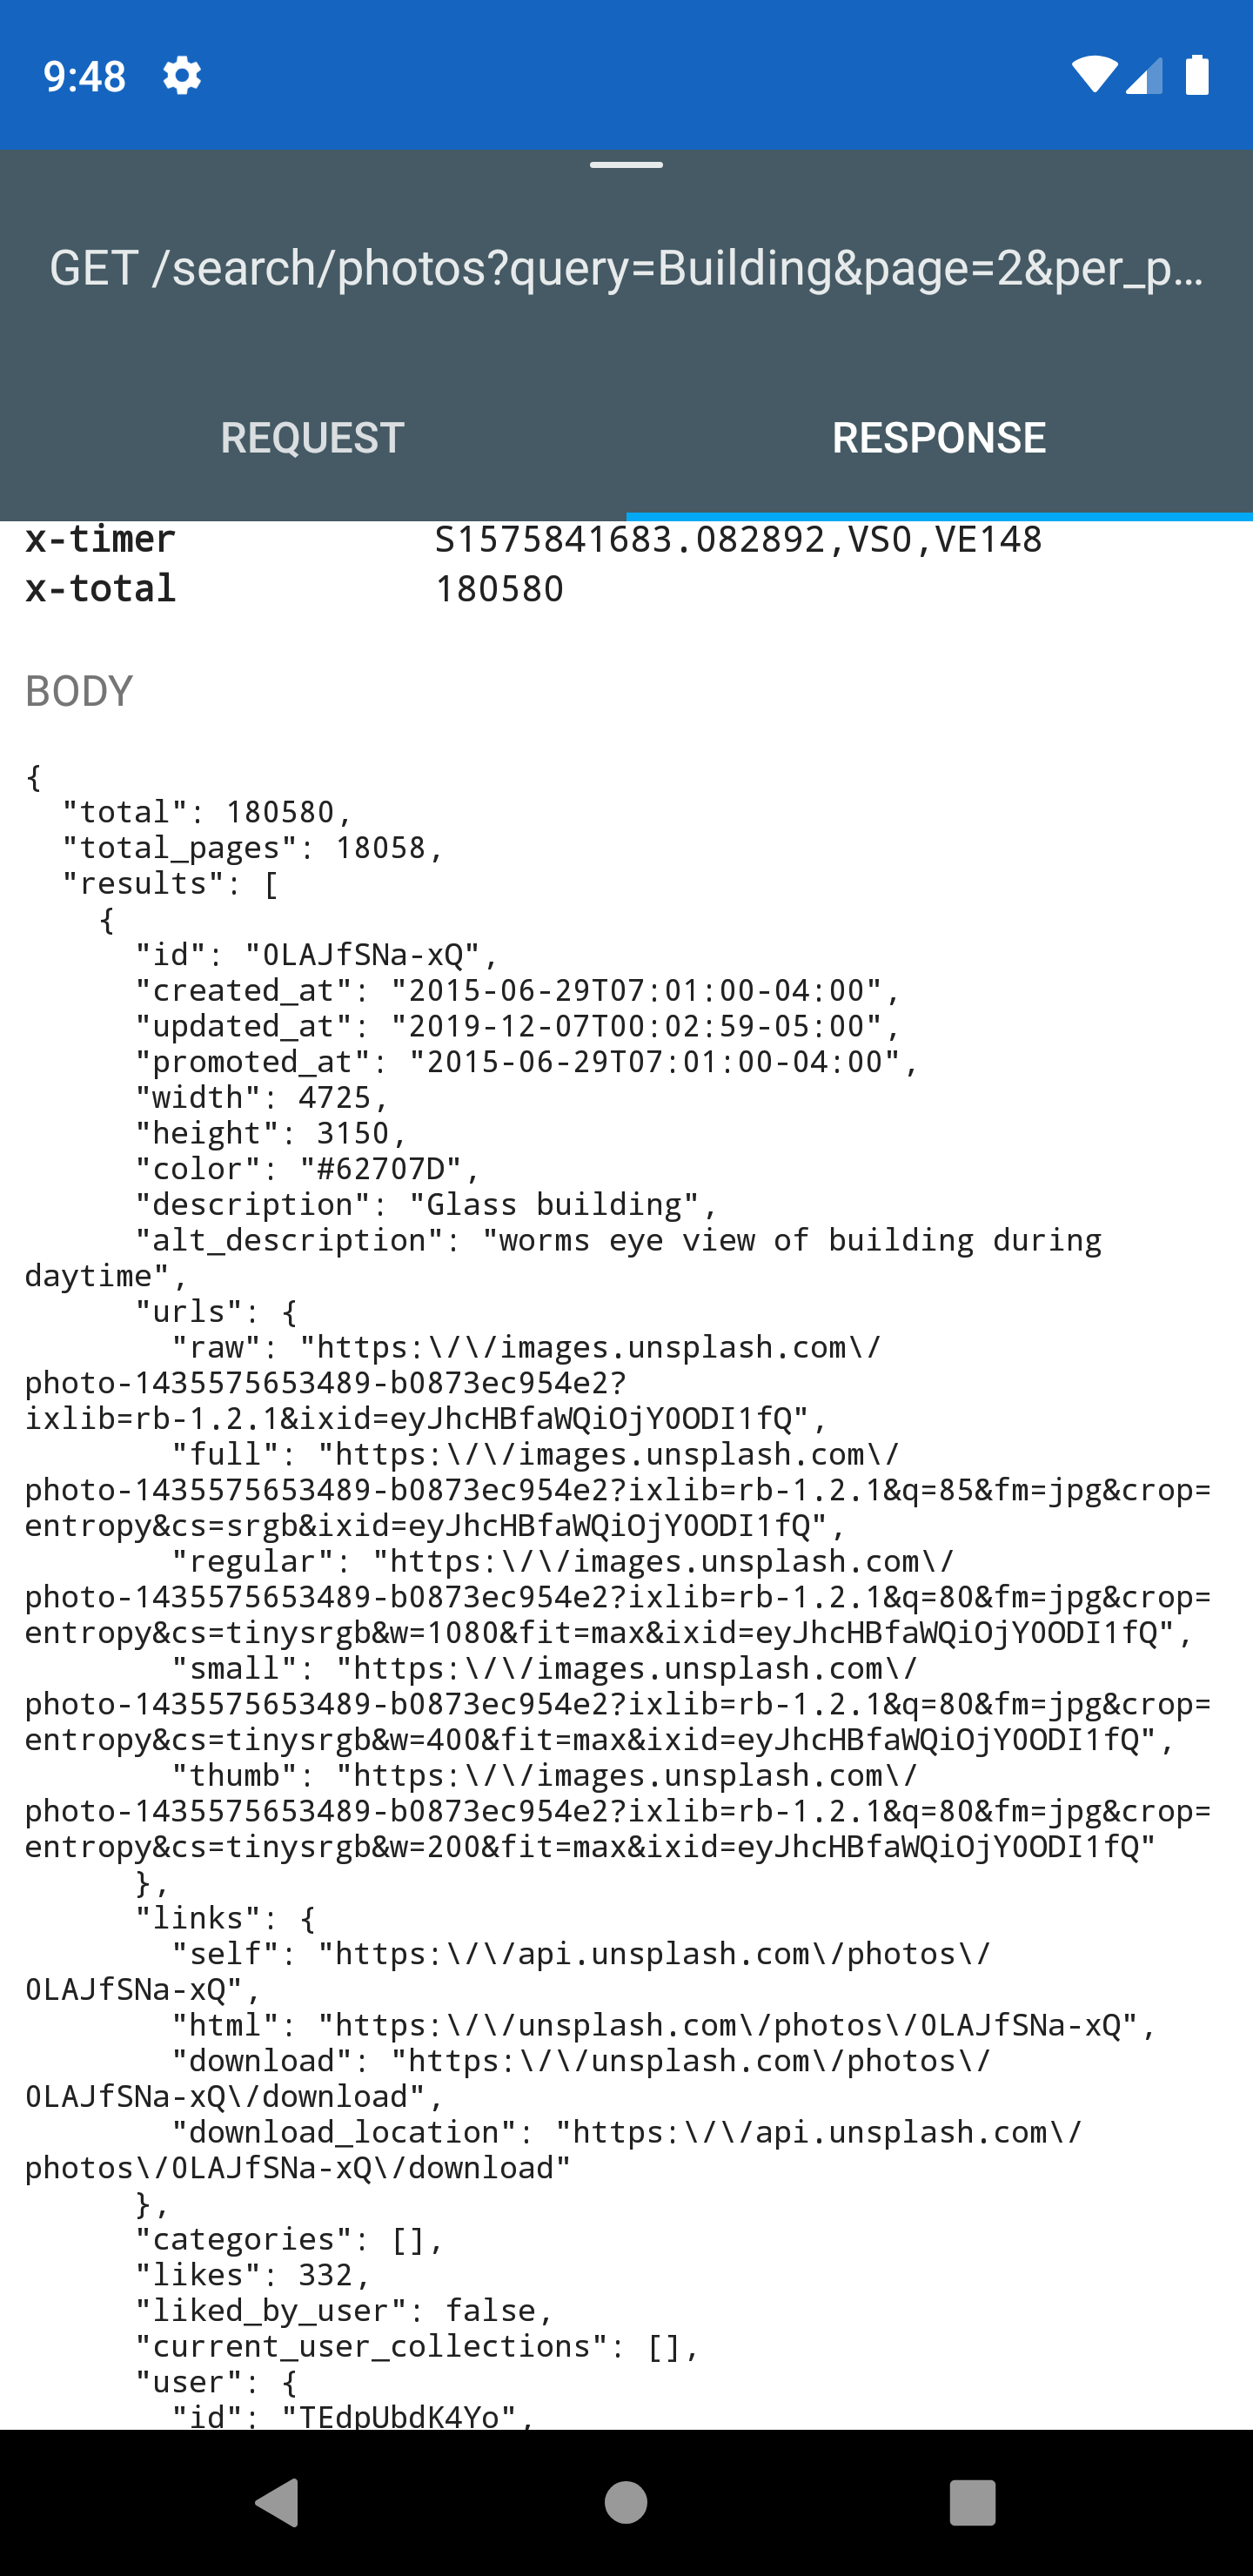 9:48
GET /search/photos?query=Building&page=2&per_p...
REQUEST RESPONSE
x-timer S1575841683.082892,VS0,VE148
x-total 180580
BODY
{
  "total": 180580,
  "total_pages": 18058,
  "results": [
    {
      "id": "0LAJfSNa-xQ",
      "created_at": "2015-06-29T07:01:00-04:00",
      "updated_at": "2019-12-07T00:02:59-05:00",
      "promoted_at": "2015-06-29T07:01:00-04:00",
      "width": 4725,
      "height": 3150,
      "color": "#62707D",
      "description": "Glass building",
      "alt_description": "worms eye view of building during
daytime",
      "urls": {
        "raw": "https:\/\/images.unsplash.com\/
photo-1435575653489-b0873ec954e2?
ixlib=rb-1.2.1&ixid=eyJhcHBfaWQiOjY0ODI1fQ",
        "full": "https:\/\/images.unsplash.com\/
photo-1435575653489-b0873ec954e2?ixlib=rb-1.2.1&q=85&fm=jpg&crop=
entropy&cs=srgb&ixid=eyJhcHBfaWQiOjY0ODI1fQ",
        "regular": "https:\/\/images.unsplash.com\/
photo-1435575653489-b0873ec954e2?ixlib=rb-1.2.1&q=80&fm=jpg&crop=
entropy&cs=tinysrgb&w=1080&fit=max&ixid=eyJhcHBfaWQiOjY0ODI1fQ",
        "small": "https:\/\/images.unsplash.com\/
photo-1435575653489-b0873ec954e2?ixlib=rb-1.2.1&q=80&fm=jpg&crop=
entropy&cs=tinysrgb&w=400&fit=max&ixid=eyJhcHBfaWQiOjY0ODI1fQ",
        "thumb": "https:\/\/images.unsplash.com\/
photo-1435575653489-b0873ec954e2?ixlib=rb-1.2.1&q=80&fm=jpg&crop=
entropy&cs=tinysrgb&w=200&fit=max&ixid=eyJhcHBfaWQiOjY0ODI1fQ"
      },
      "links": {
        "self": "https:\/\/api.unsplash.com\/photos\/
0LAJfSNa-xQ",
        "html": "https:\/\/unsplash.com\/photos\/0LAJfSNa-xQ",
        "download": "https:\/\/unsplash.com\/photos\/
0LAJfSNa-xQ\/download",
        "download_location": "https:\/\/api.unsplash.com\/
photos\/0LAJfSNa-xQ\/download"
      },
      "categories": [],
      "likes": 332,
      "liked_by_user": false,
      "current_user_collections": [],
      "user": {
        "id": "TEdpUbdK4Yo",